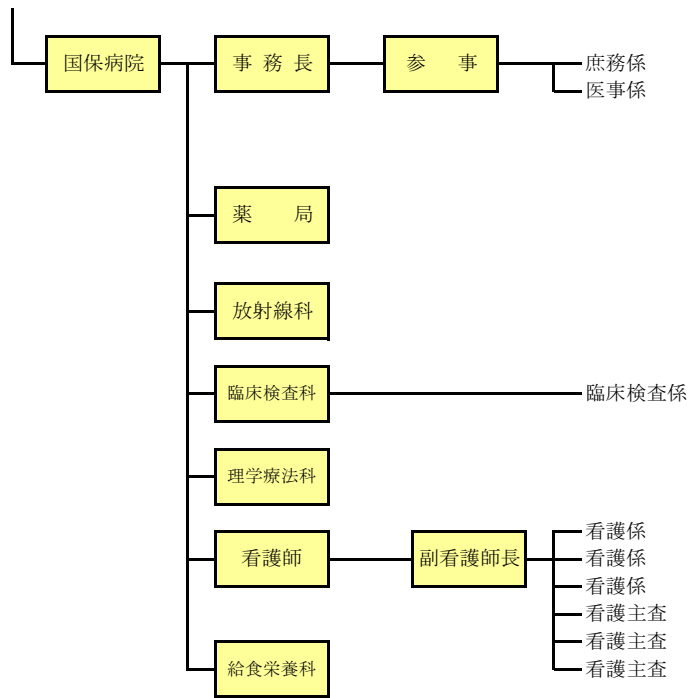 国保病院 事務長 参事 庶務係
医事係
薬局
放射線科
臨床検査科 臨床検査係
理学療法科
看護係
看護師 副看護師長 看護係
看護係
看護主査
看護主査
給食栄養科 看護主査